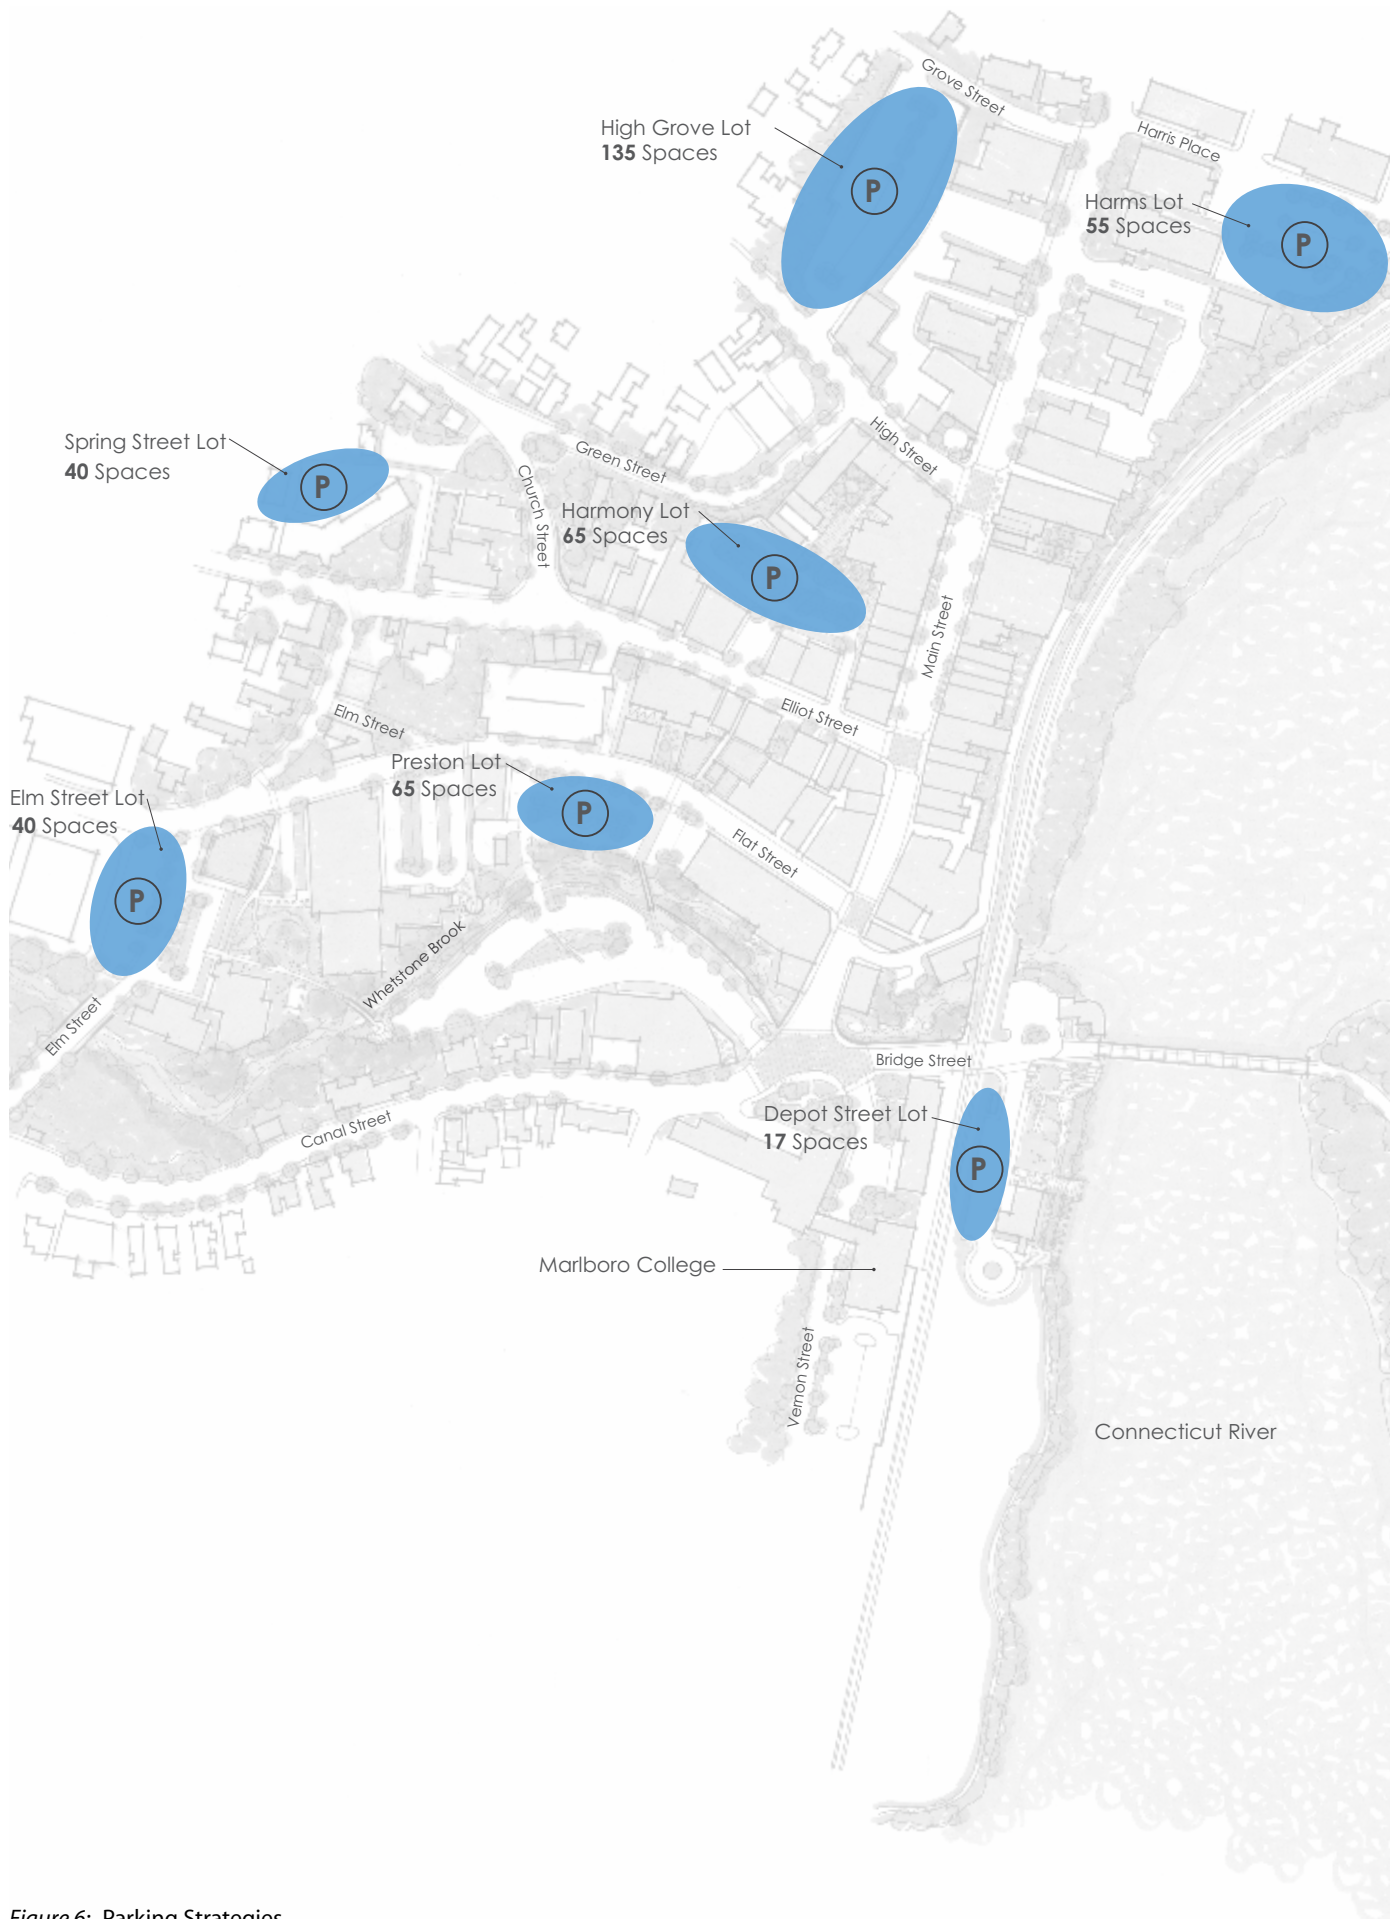 Grove Street
High Grove Lot
135 Spaces
P
Harris Place
Harms Lot
55 Spaces
P
High Street
Spring Street Lot
40 Spaces
P
Green Street
Church Street
Harmony Lot
65 Spaces
P
Main Street
Elliot Street
Elm Street
Preston Lot
65 Spaces
P
Elm Street Lot
40 Spaces
P
Flat Street
Whetstone Brook
Elm Street
Bridge Street
Canal Street
Depot Street Lot
17 Spaces
P
Marlboro College
Vernon Street
Connecticut River
Figure 6: Parking Strategies